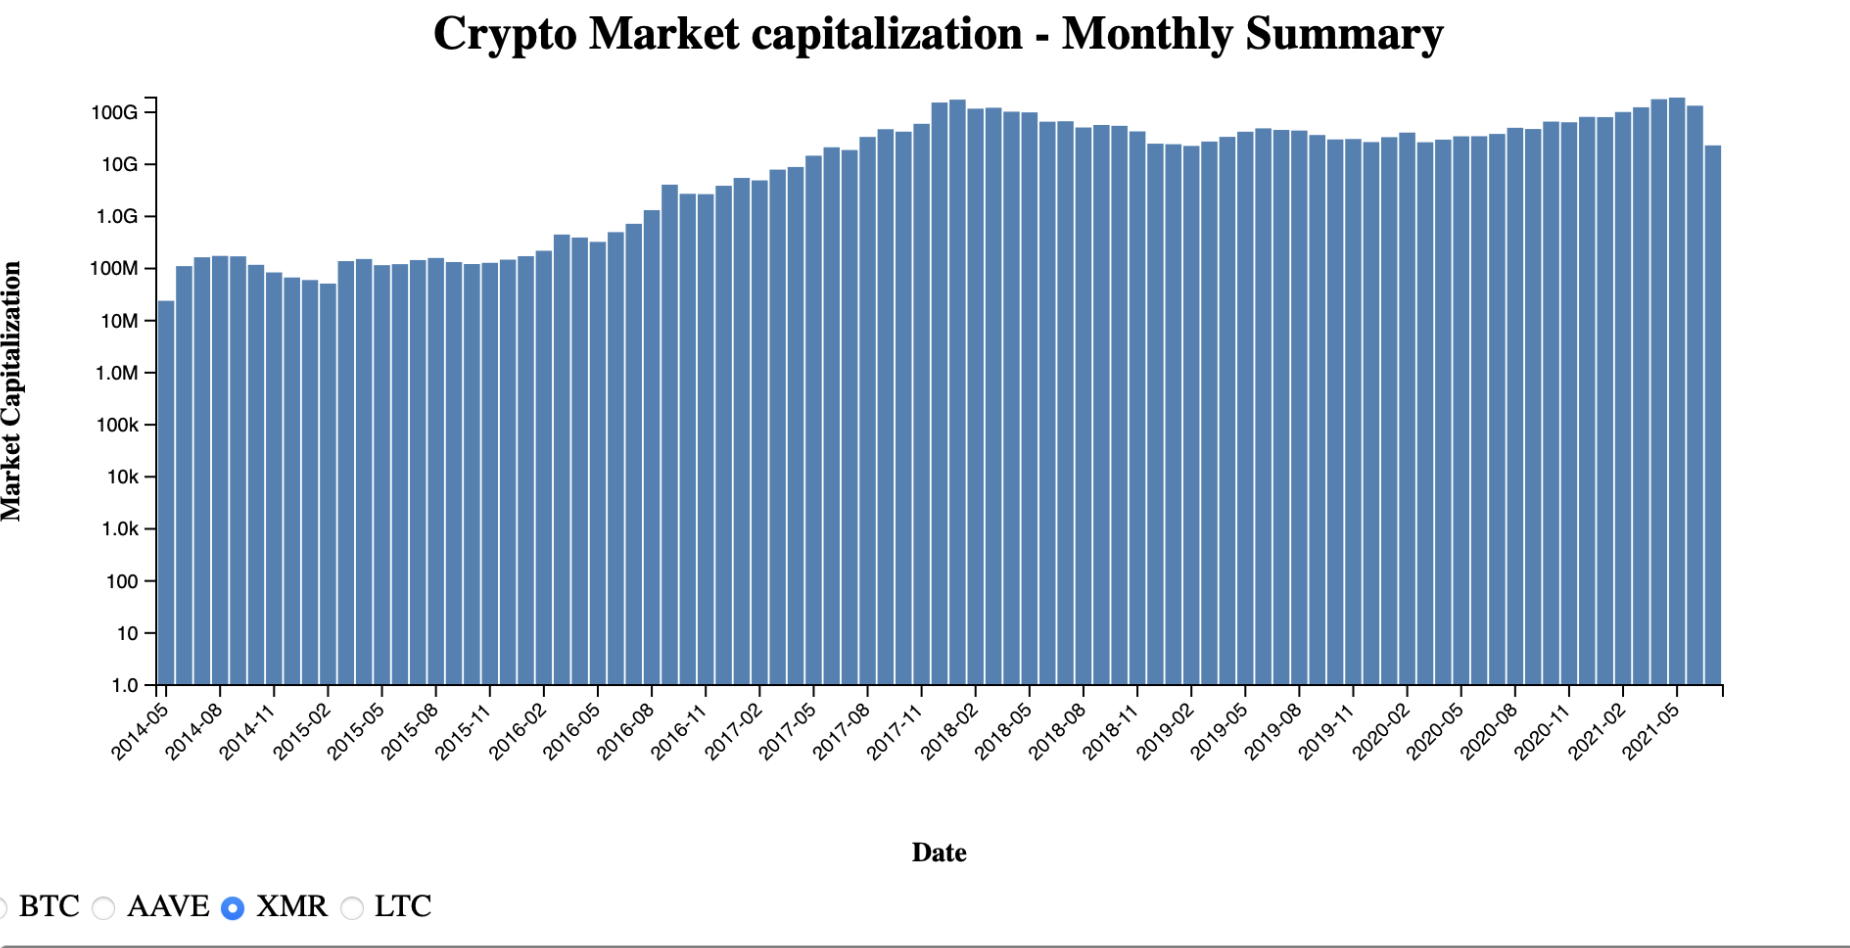 Crypto Market capitalization - Monthly Summary
Market Capitalization
100G
10G
1.0G
100M
10M
1.0M
100k
10k
1.0k
100
10
1.0
2014-05
2014-08
2014-11
2015-02
2015-05
2015-08
2015-11
2016-02
2016-05
2016-08
2016-11
2017-02
2017-05
2017-08
2017-11
2018-02
2018-05
2018-08
2018-11
2019-02
2019-05
2019-08
2019-11
2020-02
2020-05
2020-08
2020-11
2021-02
2021-05
Date
BTC AAVE XMR LTC